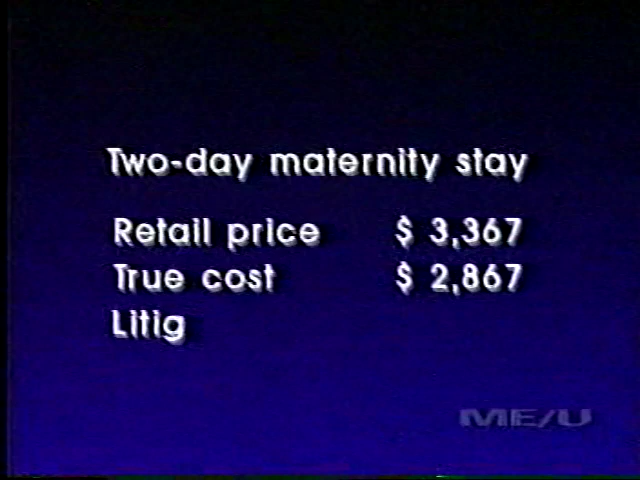 Two-day maternity stay
Retail price $ 3,367
True cost $ 2,867
Litig
ME/U